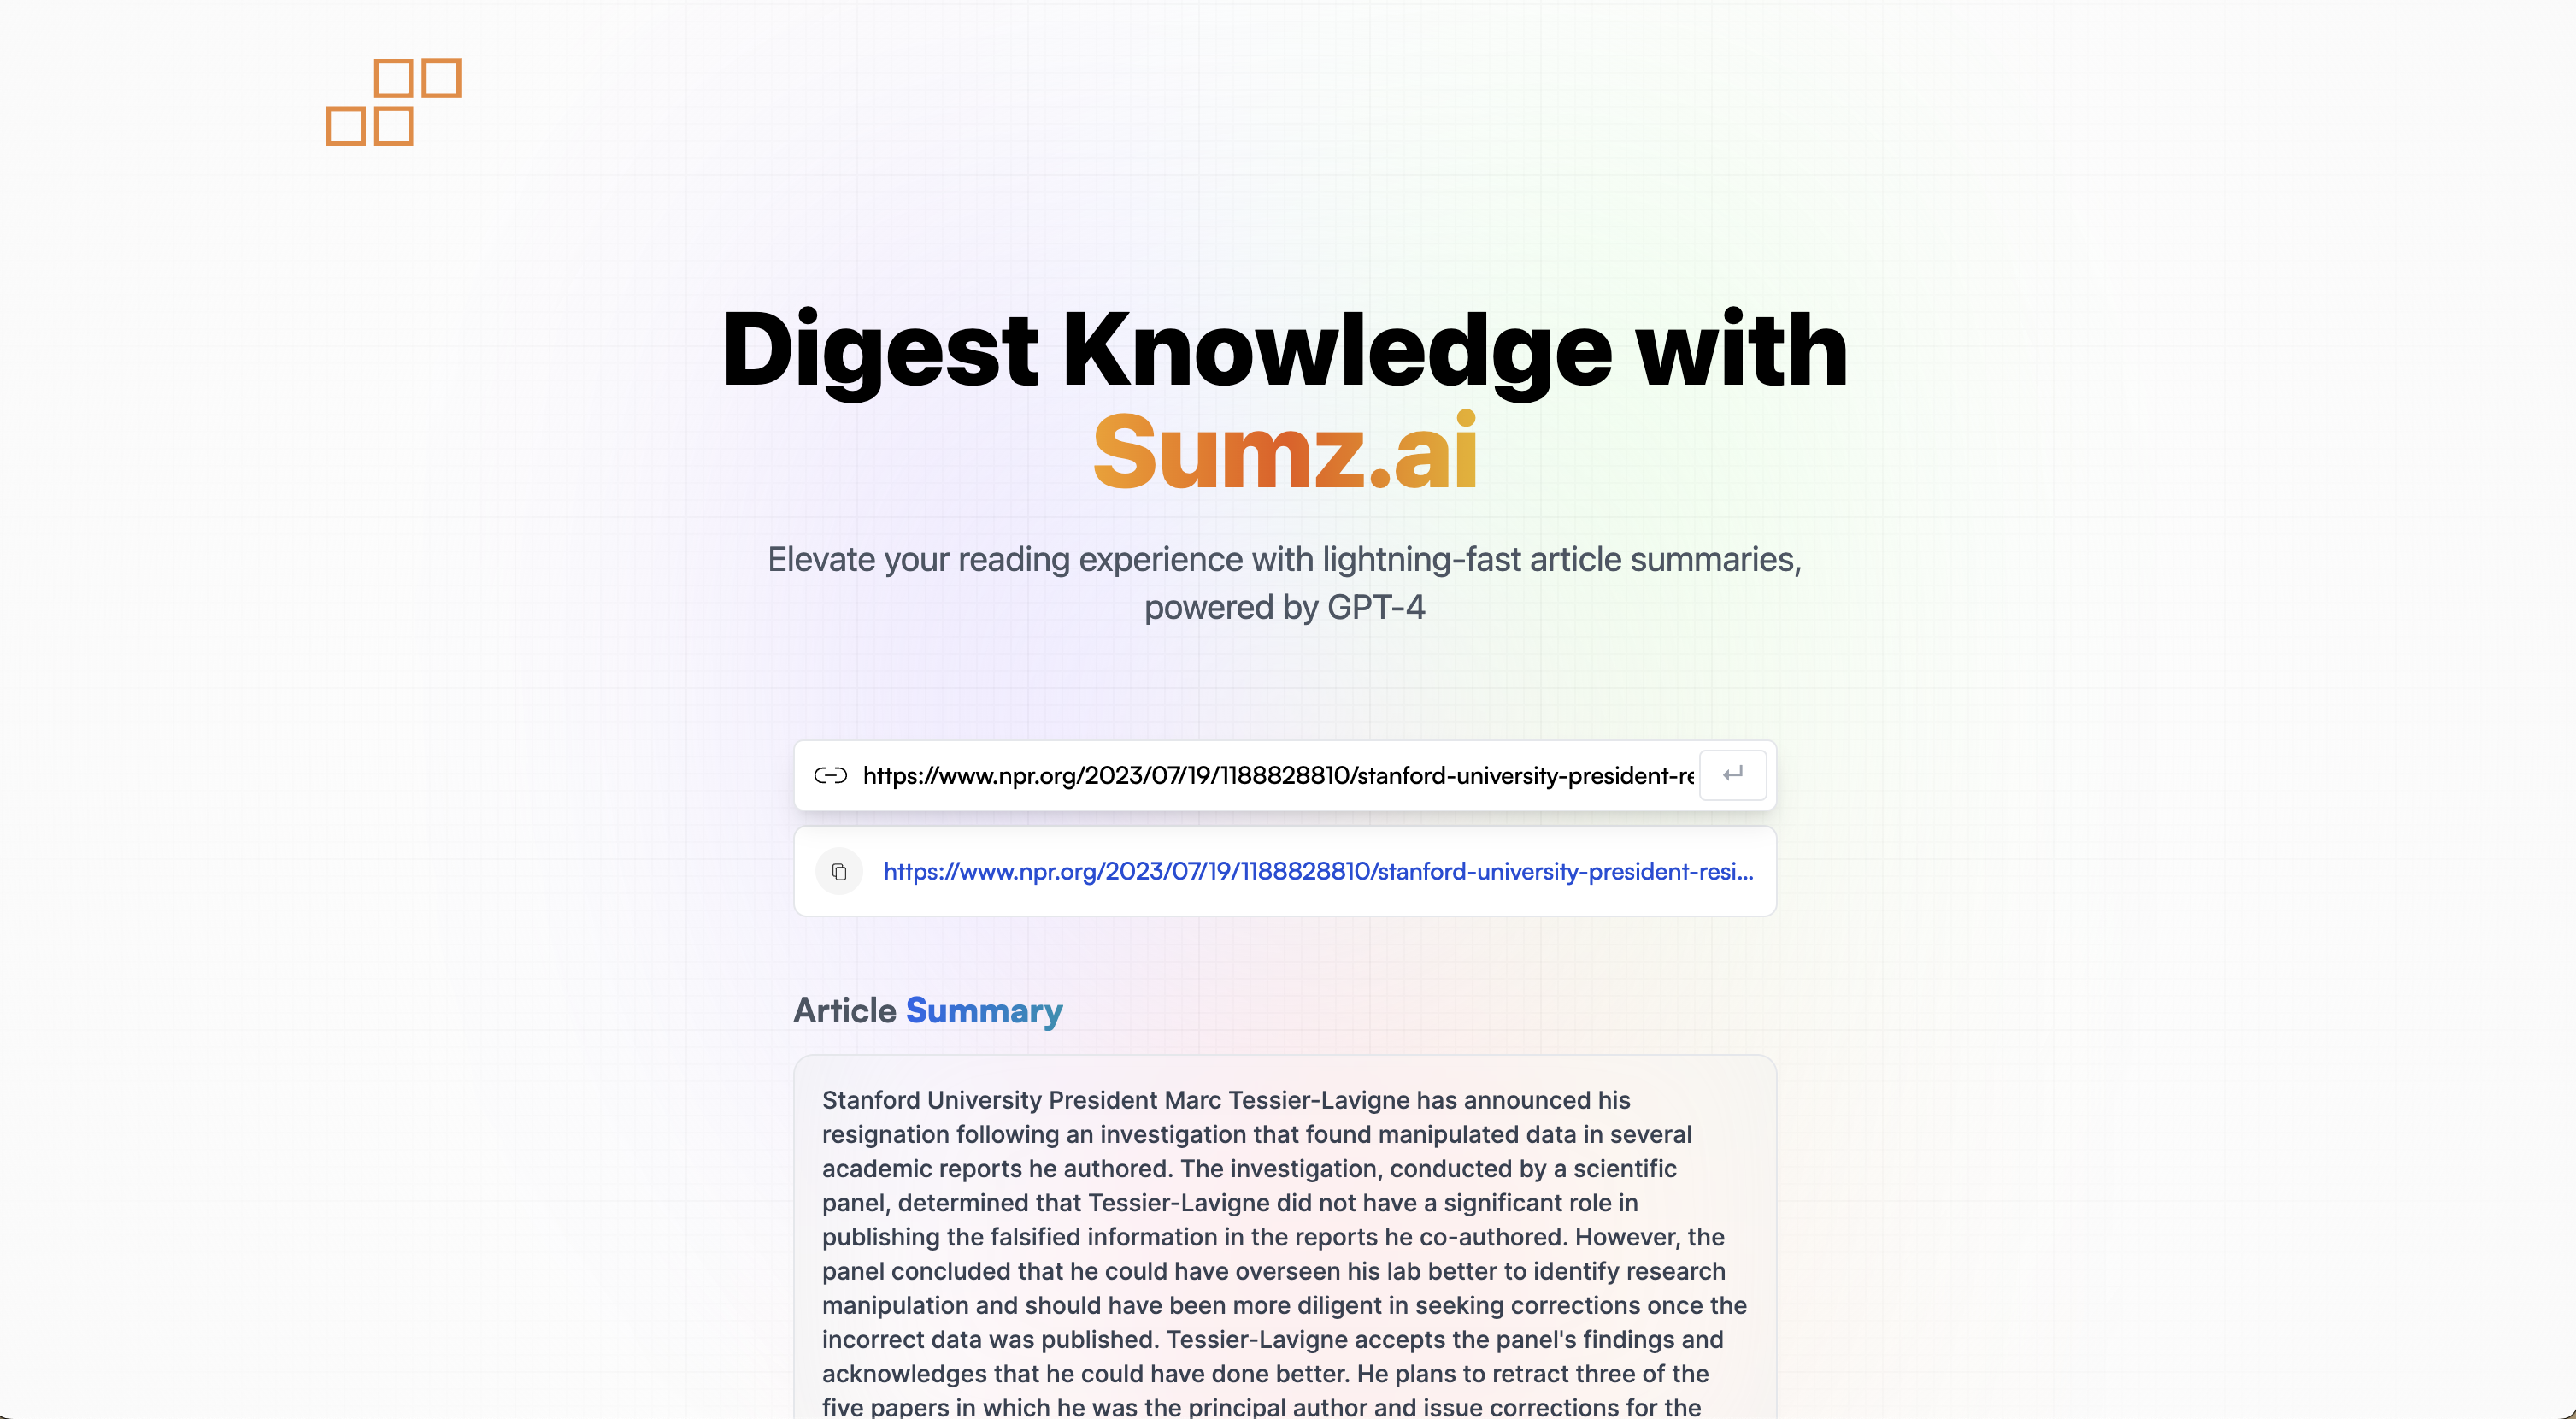 Digest Knowledge with
Sumz.ai
Elevate your reading experience with lightning-fast article summaries,
powered by GPT-4
https://www.npr.org/2023/07/19/1188828810/stanford-university-president-re
https://www.npr.org/2023/07/19/1188828810/stanford-university-president-resi...
Article Summary
Stanford University President Marc Tessier-Lavigne has announced his
resignation following an investigation that found manipulated data in several
academic reports he authored. The investigation, conducted by a scientific
panel, determined that Tessier-Lavigne did not have a significant role in
publishing the falsified information in the reports he co-authored. However, the
panel concluded that he could have overseen his lab better to identify research
manipulation and should have been more diligent in seeking corrections once the
incorrect data was published. Tessier-Lavigne accepts the panel's findings and
acknowledges that he could have done better. He plans to retract three of the
five papers in which he was the principal author and issue corrections for the